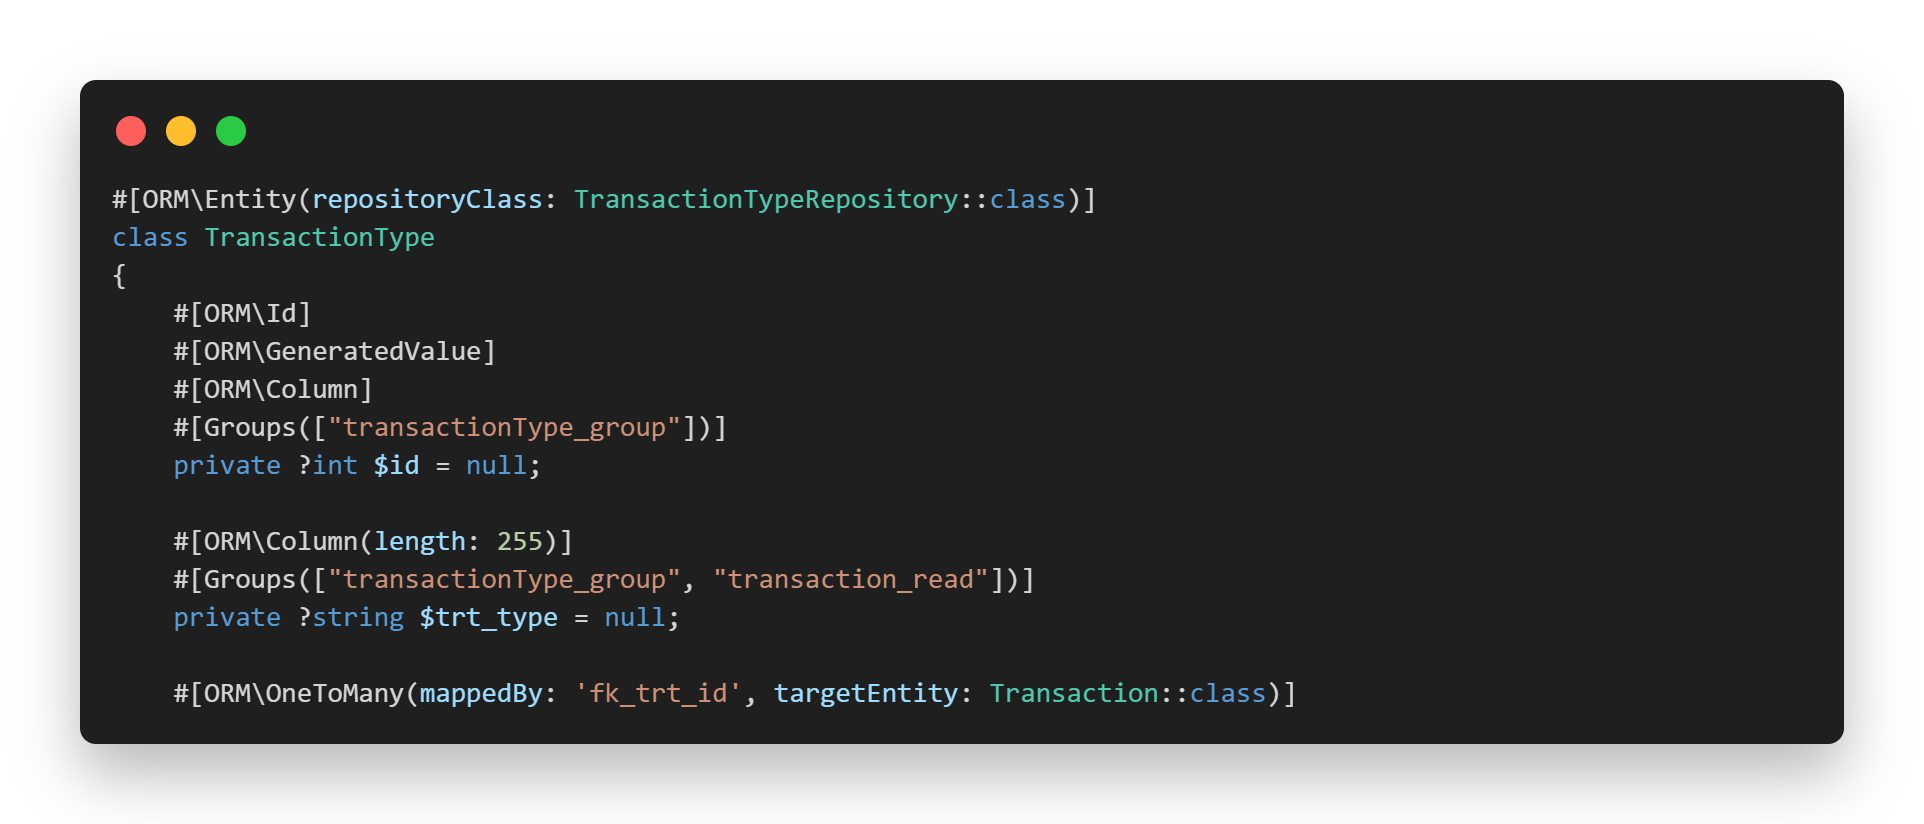 #[ORM\Entity(repositoryClass: TransactionTypeRepository::class)]
class TransactionType
{
    #[ORM\Id]
    #[ORM\GeneratedValue]
    #[ORM\Column]
    #[Groups(["transactionType_group"])]
    private ?int $id = null;

    #[ORM\Column(length: 255)]
    #[Groups(["transactionType_group", "transaction_read"])]
    private ?string $trt_type = null;

    #[ORM\OneToMany(mappedBy: 'fk_trt_id', targetEntity: Transaction::class)]